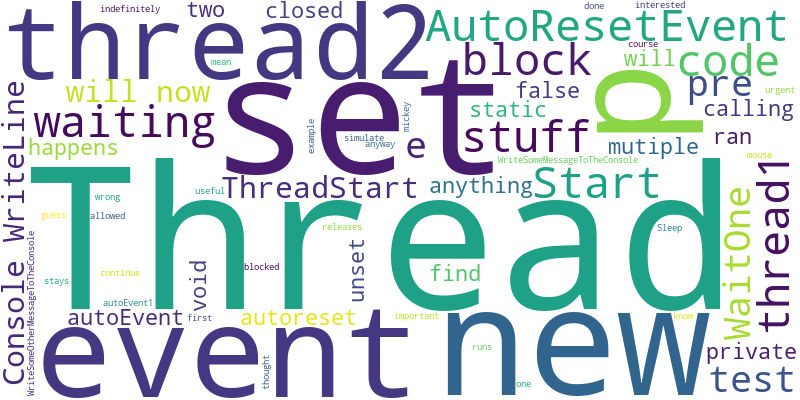 indefinitely
two
closed
done
interested
thread2
AutoResetEvent
course
mean
block
will
code
set
p
pre
urgent
will now
false
calling
waiting
example
simulate
anyway
mickey
e
static
stuff
mutiple
ran
happens
WriteSomeMessageToTheConsole
mouse
Console WriteLine
Thread
wrong
useful
ThreadStart
anything
Start
WaitOne
thread1
guess
allowed
releases
Sleep
WriteSomeOtherMessageToTheConsole
stays
continue
void
blocked
unset
find
autoEvent1
autoEvent
first
autoreset
important
know
event
new
thought
runs
one
private
test